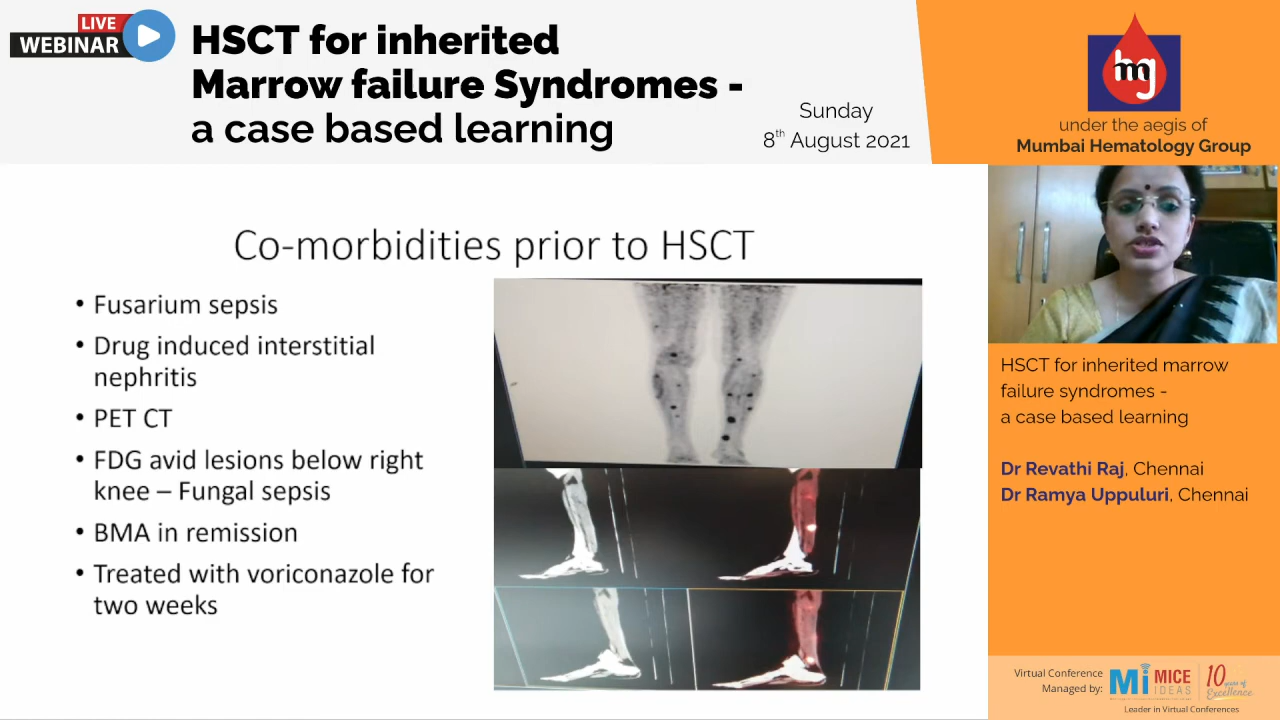 LIVE
WEBINAR
HSCT for inherited
Marrow failure Syndromes -
a case based learning
Sunday
8th August 2021
mg
under the aegis of
Mumbai Hematology Group
Co-morbidities prior to HSCT
• Fusarium sepsis
• Drug induced interstitial
nephritis
• PET CT
• FDG avid lesions below right
knee – Fungal sepsis
• BMA in remission
• Treated with voriconazole for
two weeks
HSCT for inherited marrow
failure syndromes -
a case based learning
Dr Revathi Raj, Chennai
Dr Ramya Uppuluri, Chennai
Virtual Conference
Managed by:
Mi MICE
IDEAS
10 years of
Excellence
Leader in Virtual Conferences